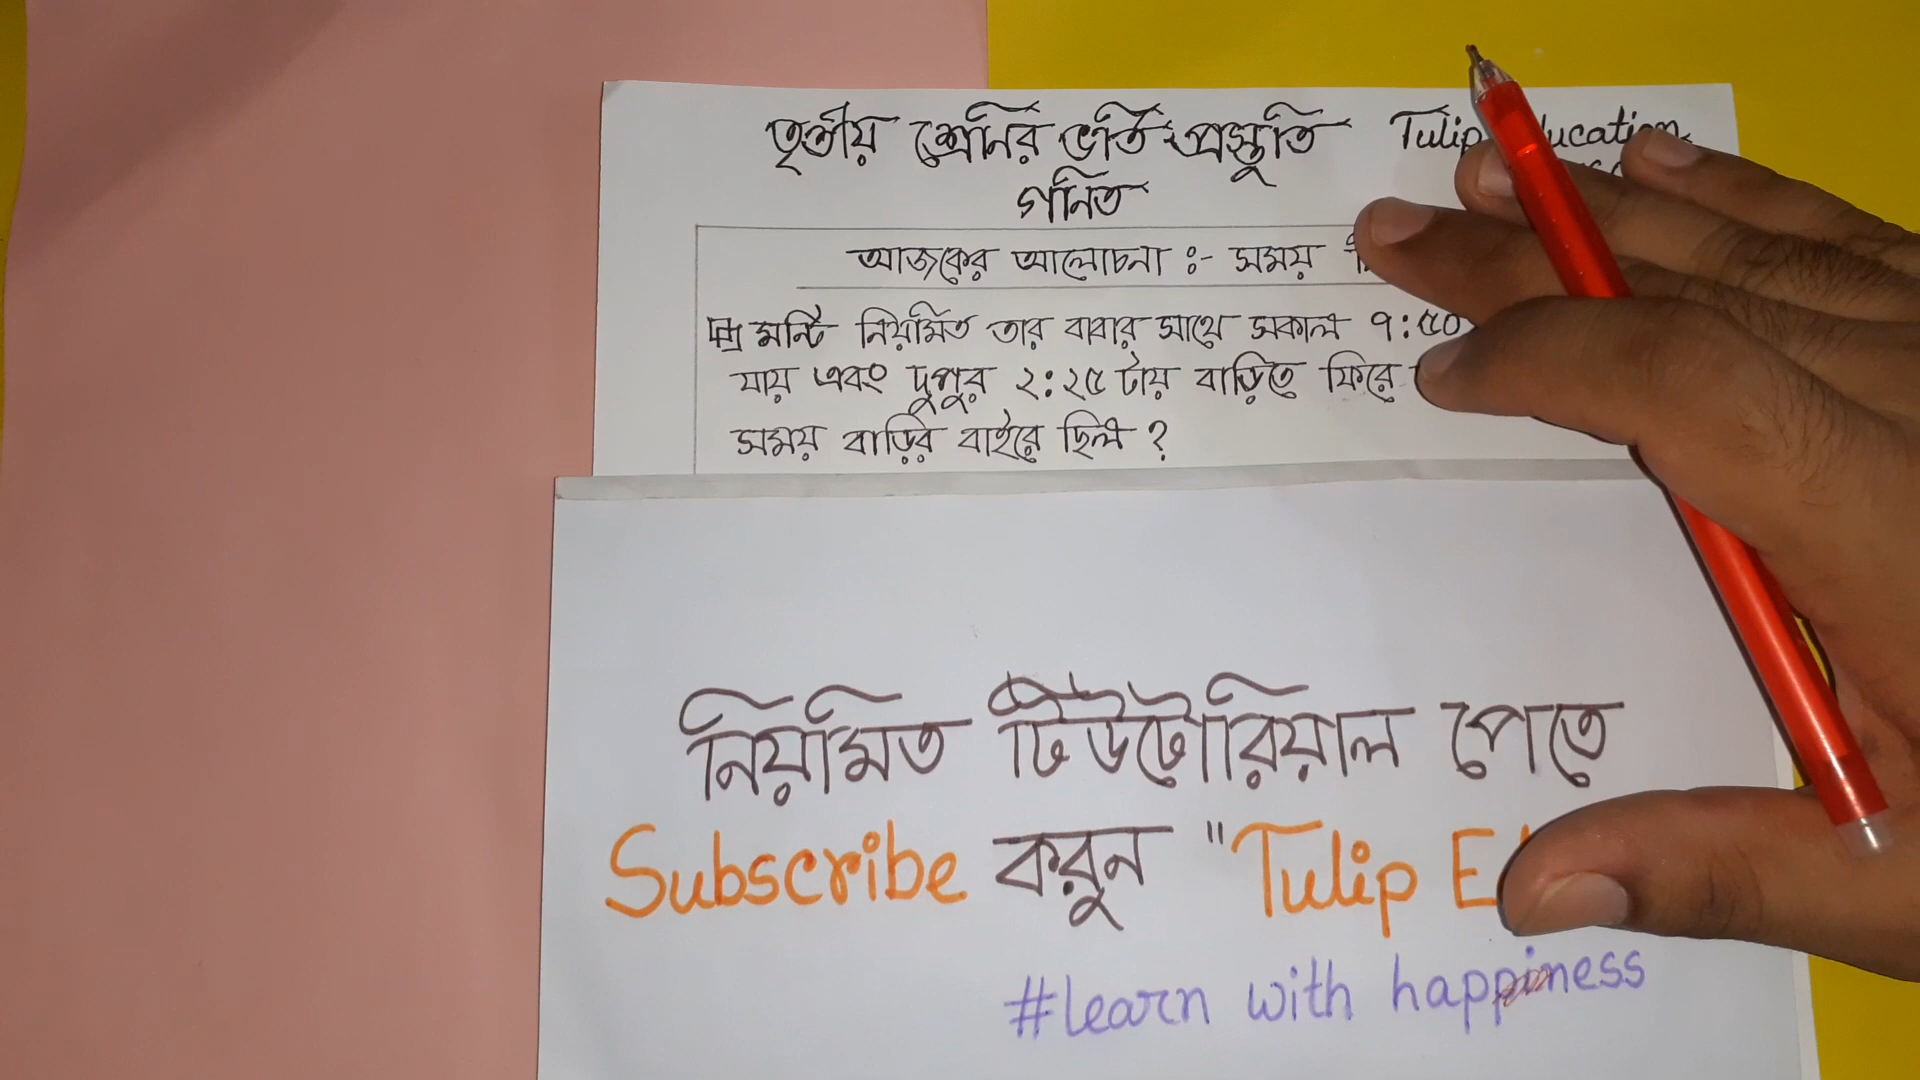 তৃতীয় শ্রেনির ভর্তি প্রস্তুতি Tulip
গনিত
আজকের আলোচনা ঃ- সময়
মন্টি নিয়মিত তার বাবার সাথে সকাল ৭:৫০
যায় এবং দুপুর ২:২৫ টায় বাড়িতে ফিরে
সময় বাড়ির বাইরে ছিল ?
নিয়মিত টিউটোরিয়াল পেতে
Subscribe করুন "Tulip
#learn with happiness